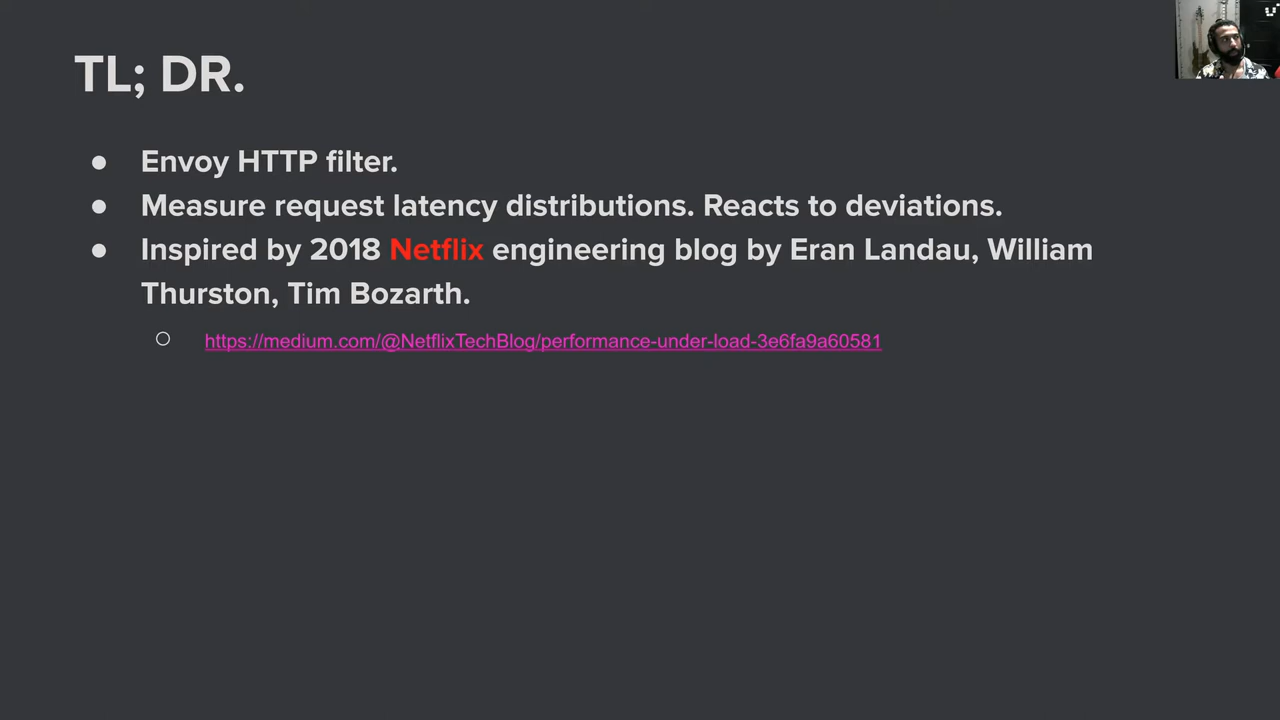 TL; DR.
● Envoy HTTP filter.
● Measure request latency distributions. Reacts to deviations.
● Inspired by 2018 Netflix engineering blog by Eran Landau, William
Thurston, Tim Bozarth.
○ https://medium.com/@NetflixTechBlog/performance-under-load-3e6fa9a60581